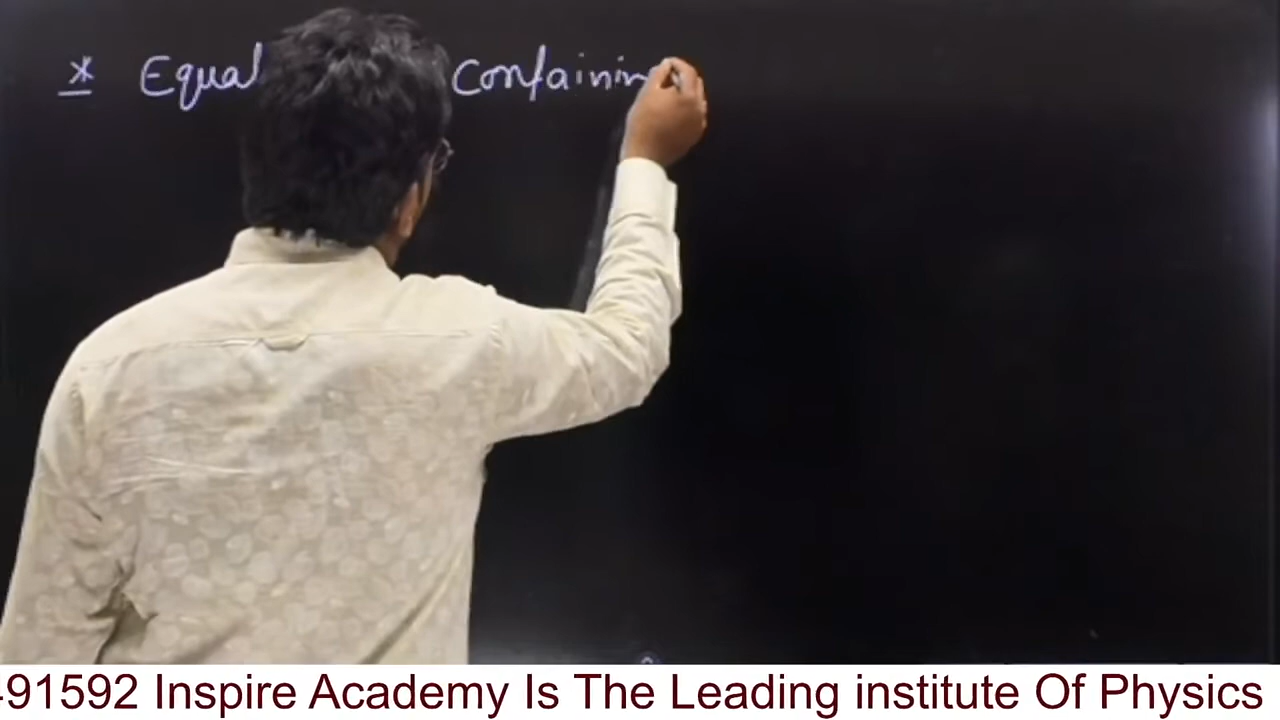 * Equal containin
-91592 Inspire Academy Is The Leading institute Of Physics